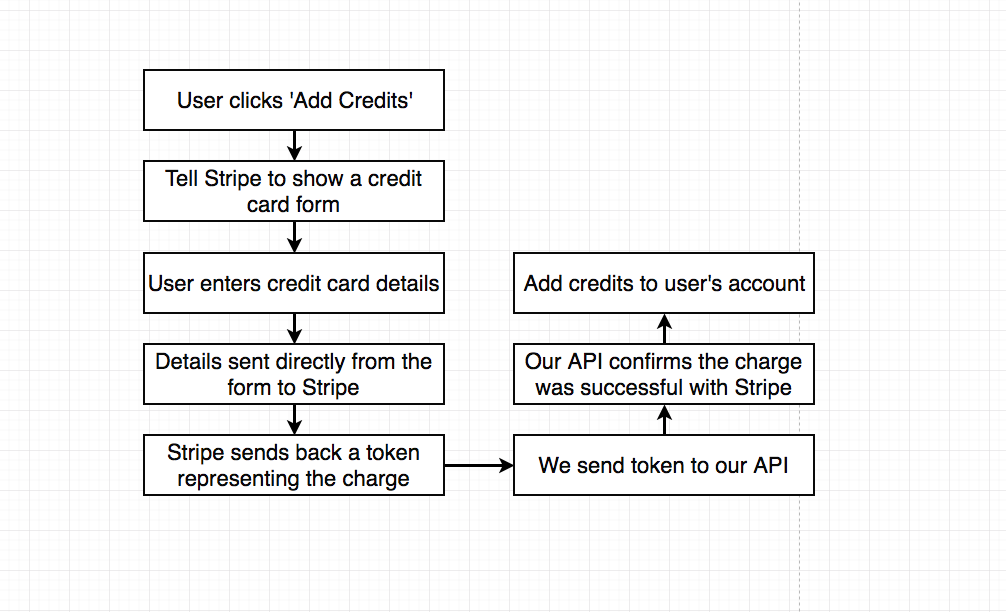 User clicks 'Add Credits'
Tell Stripe to show a credit
card form
User enters credit card details
Details sent directly from the
form to Stripe
Stripe sends back a token
representing the charge
We send token to our API
Our API confirms the charge
was successful with Stripe
Add credits to user's account